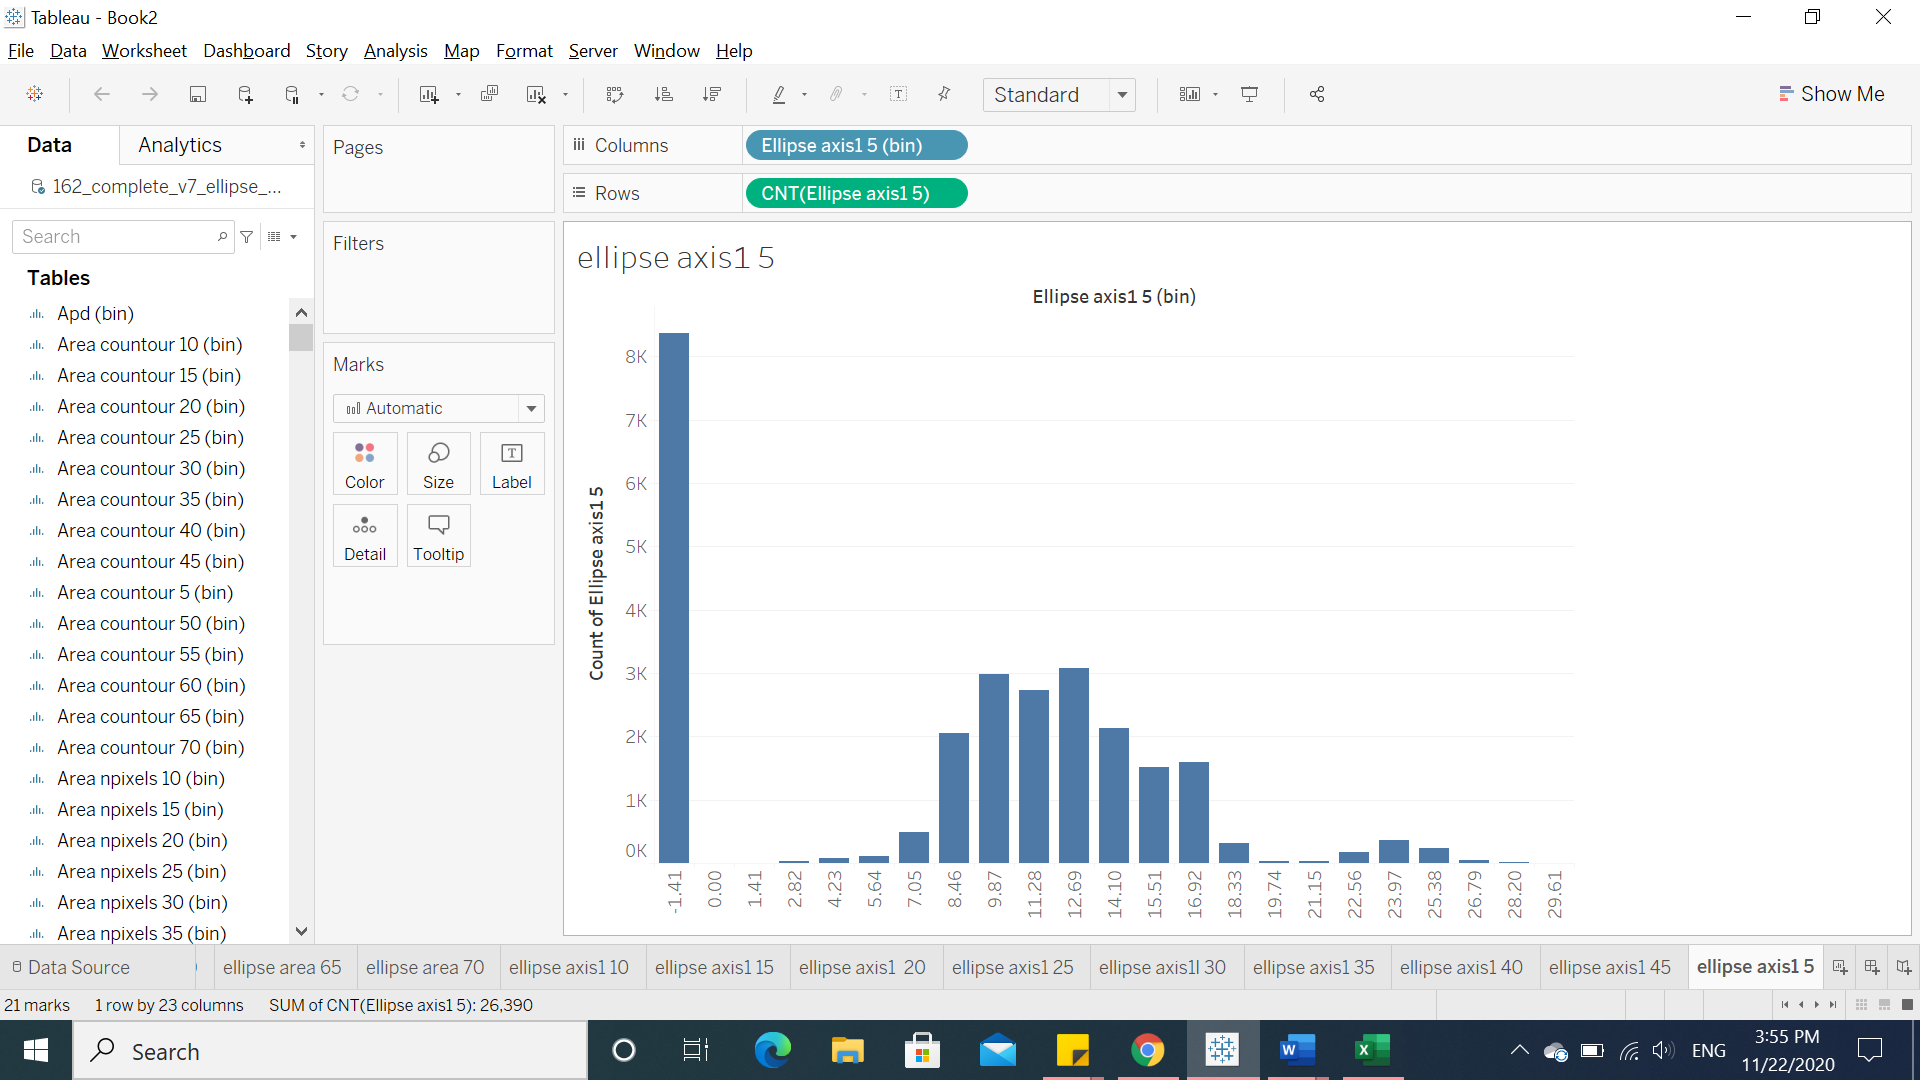 Tableau - Book2
File Data Worksheet Dashboard Story Analysis Map Format Server Window Help
Standard
Show Me
Data
Analytics
162_complete_v7_ellipse_...
Search
Tables
Apd (bin)
Area countour 10 (bin)
Area countour 15 (bin)
Area countour 20 (bin)
Area countour 25 (bin)
Area countour 30 (bin)
Area countour 35 (bin)
Area countour 40 (bin)
Area countour 45 (bin)
Area countour 5 (bin)
Area countour 50 (bin)
Area countour 55 (bin)
Area countour 60 (bin)
Area countour 65 (bin)
Area countour 70 (bin)
Area npixels 10 (bin)
Area npixels 15 (bin)
Area npixels 20 (bin)
Area npixels 25 (bin)
Area npixels 30 (bin)
Area npixels 35 (bin)
Pages
Filters
Marks
Automatic
Color
Size
Label
Detail
Tooltip
Columns
Ellipse axis1 5 (bin)
Rows
CNT(Ellipse axis1 5)
ellipse axis1 5
Ellipse axis1 5 (bin)
Count of Ellipse axis1 5
8K
7K
6K
5K
4K
3K
2K
1K
0K
-1.41
0.00
1.41
2.82
4.23
5.64
7.05
8.46
9.87
11.28
12.69
14.10
15.51
16.92
18.33
19.74
21.15
22.56
23.97
25.38
26.79
28.20
29.61
Data Source
ellipse area 65
ellipse area 70
ellipse axis1 10
ellipse axis1 15
ellipse axis1 20
ellipse axis1 25
ellipse axis1l 30
ellipse axis1 35
ellipse axis1 40
ellipse axis1 45
ellipse axis1 5
21 marks
1 row by 23 columns
SUM of CNT(Ellipse axis1 5): 26,390
Search
ENG
3:55 PM
11/22/2020